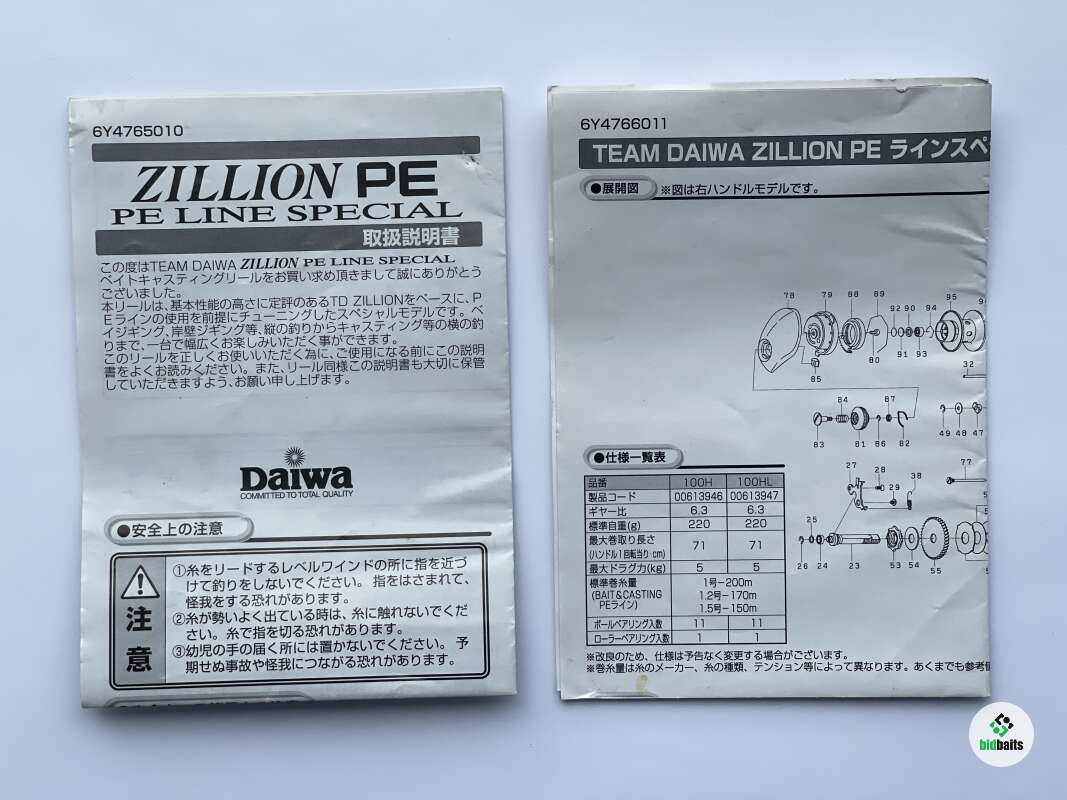 6Y4765010
ZILLION PE
PE LINE SPECIAL
取扱説明書
この度はTEAM DAIWA ZILLION PE LINE SPECIAL
ベイトキャスティングリールをお買い求め頂きまして誠にありがとう
ございました。
本リールは、基本性能の高さに定評のあるTD ZILLIONをベースに、P
Eラインの使用を前提にチューニングしたスペシャルモデルです。ベ
イジギング、岸壁ジギング等、縦の釣りからキャスティング等の横の釣
りまで、一台で幅広くお楽しみいただく事ができます。
このリールを正しくお使いいただく為に、ご使用になる前にこの説明
書をよくお読みください。また、リール同様この説明書も大切に保管
していただきますよう、お願い申し上げます。
Daiwa
COMMITTED TO TOTAL QUALITY
●安全上の注意
注意
①糸をリードするレベルワインドの所に指を近づ
けて釣りをしないでください。指をはさまれて、
怪我をする恐れがあります。
②糸が勢いよく出ている時は、糸に触れないでくだ
さい。糸で指を切る恐れがあります。
③幼児の手の届く所には置かないでください。予
期せぬ事故や怪我につながる恐れがあります。
6Y4766011
TEAM DAIWA ZILLION PE ラインスペ
●展開図 ※図は右ハンドルモデルです。
78 79 88 89 92 90 94 95
91 93
80
85
32
84 87
83 81 86 82
49 48 47
●仕様一覧表
品番 100H 100HL
製品コード 00613946 00613947
ギヤー比 6.3 6.3
標準自重(g) 220 220
最大巻取り長さ
(ハンドル1回転当り・cm) 71 71
最大ドラグ力(kg) 5 5
標準巻糸量
(BAIT&CASTING
PEライン)
1号−200m
1.2号−170m
1.5号−150m
ボールベアリング入数 11 11
ローラーベアリング入数 1 1
27 28 38 77
29
25
26 24 23 53 54 55
※改良のため、仕様は予告なく変更する場合がございます。
※巻糸量は糸のメーカー、糸の種類、テンション等によって異なります。あくまでも参考
bidbaits